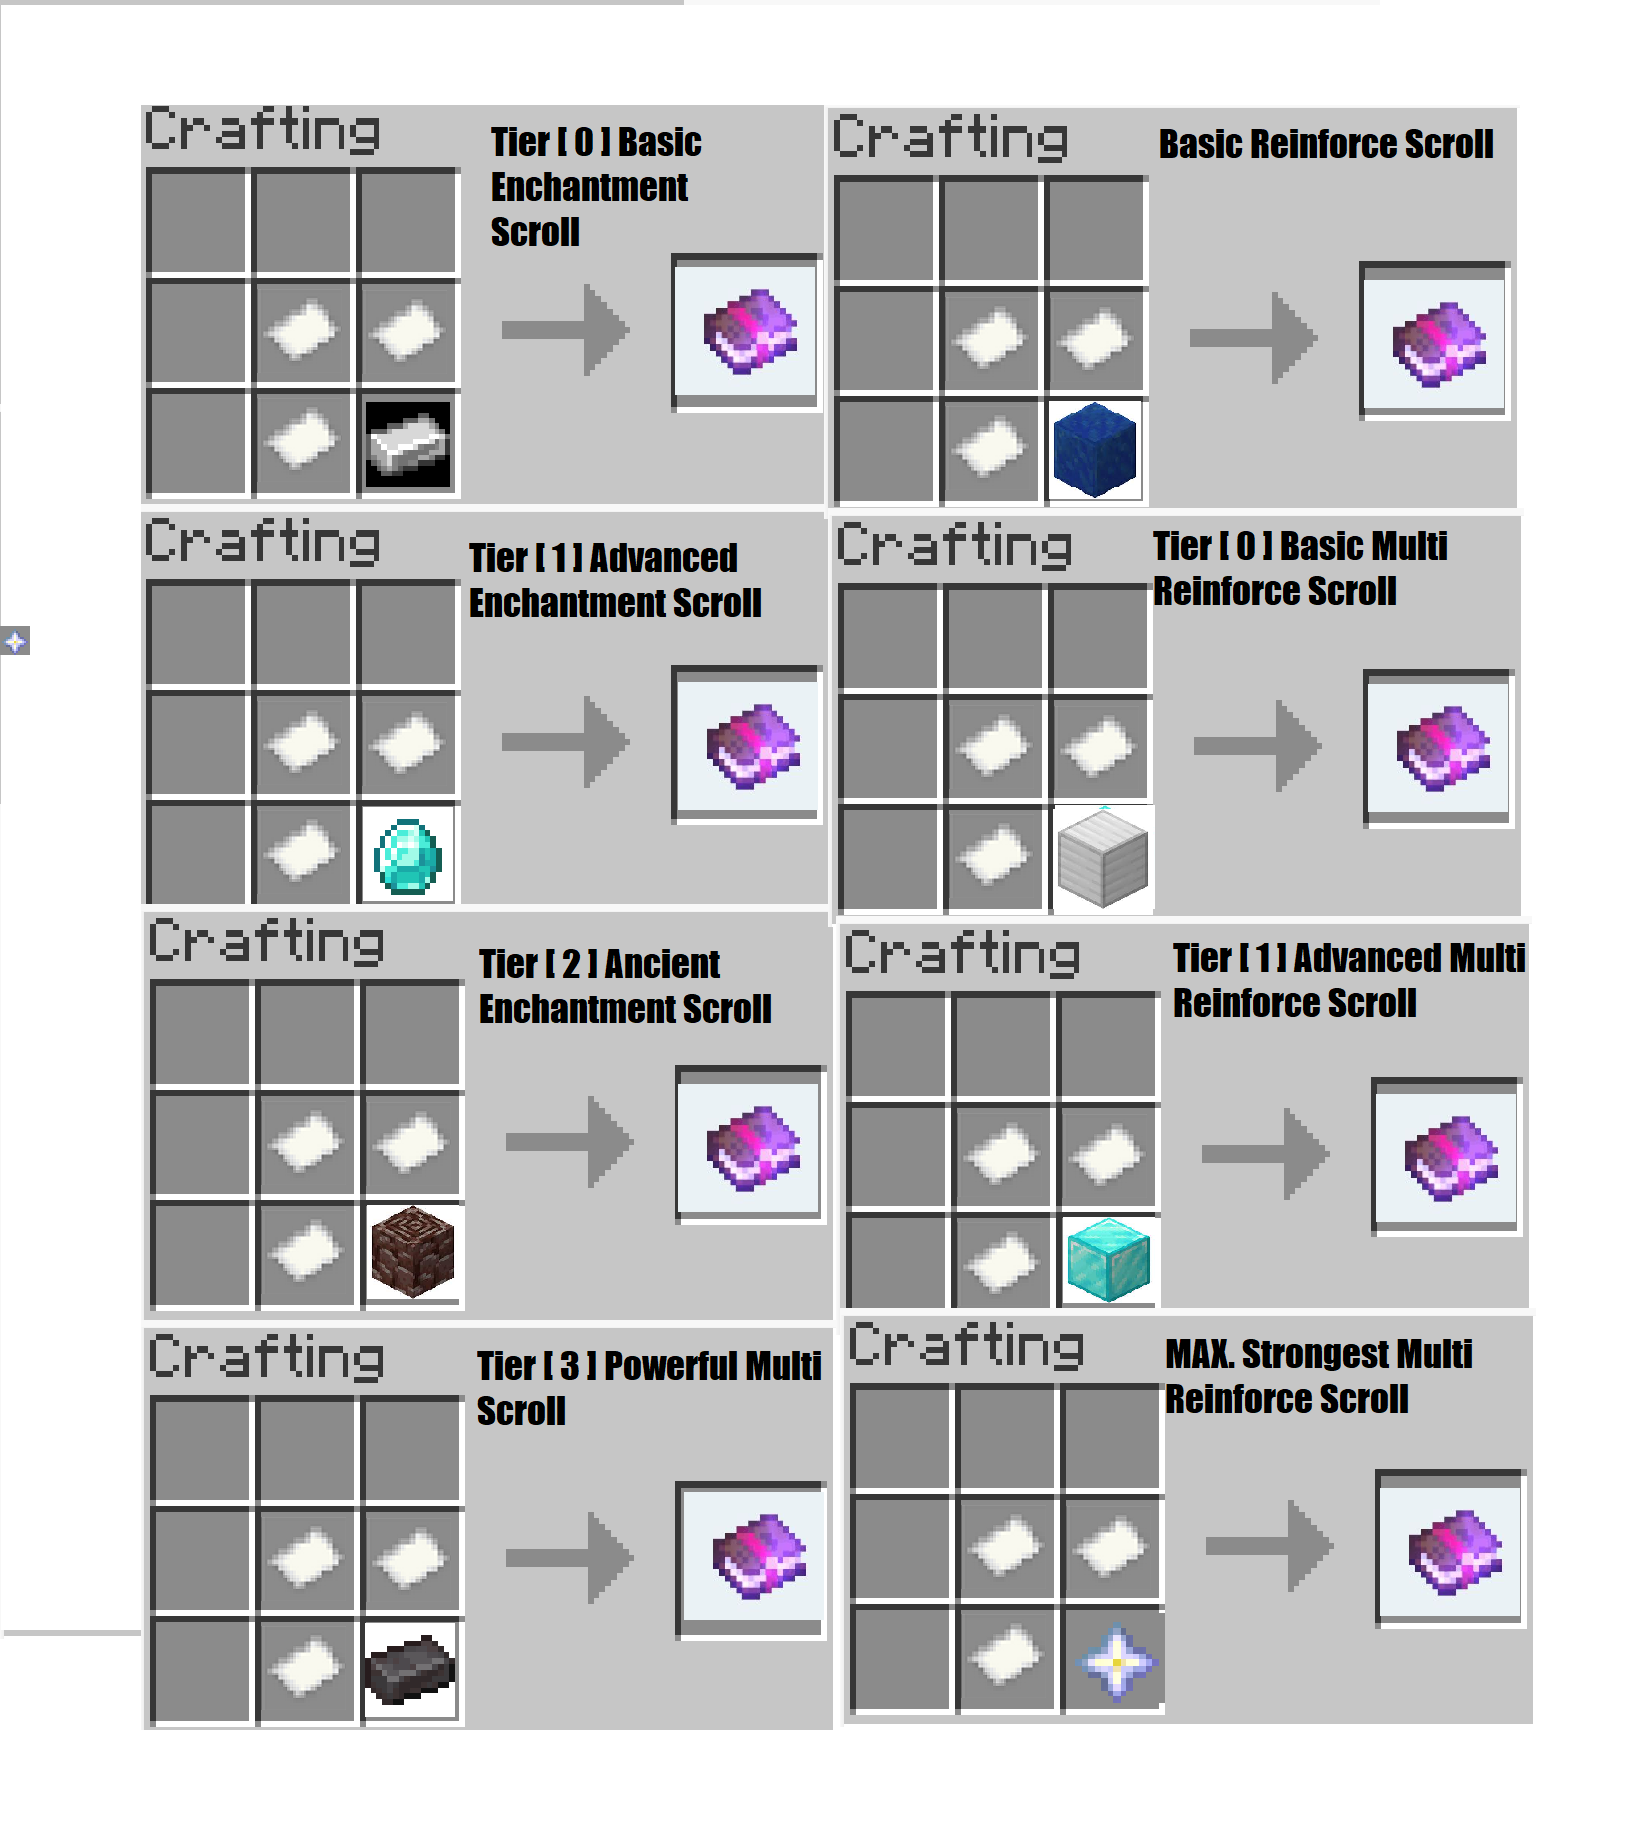 Crafting
Tier [ 0 ] Basic
Enchantment
Scroll
Crafting
Basic Reinforce Scroll
Crafting
Tier [ 1 ] Advanced
Enchantment Scroll
Crafting
Tier [ 0 ] Basic Multi
Reinforce Scroll
Crafting
Tier [ 2 ] Ancient
Enchantment Scroll
Crafting
Tier [ 1 ] Advanced Multi
Reinforce Scroll
Crafting
Tier [ 3 ] Powerful Multi
Scroll
Crafting
MAX. Strongest Multi
Reinforce Scroll